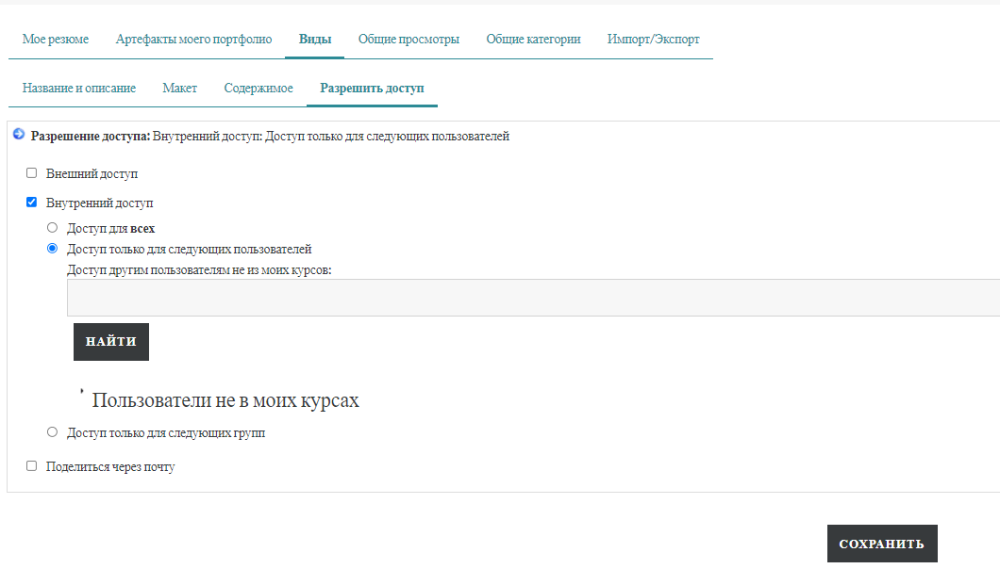 Мое резюме Артефакты моего портфолио Виды Общие просмотры Общие категории Импорт/Экспорт
Название и описание Макет Содержимое Разрешить доступ
Разрешение доступа: Внутренний доступ: Доступ только для следующих пользователей
Внешний доступ
Внутренний доступ
Доступ для всех
Доступ только для следующих пользователей
Доступ другим пользователям не из моих курсов:
НАЙТИ
Пользователи не в моих курсах
Доступ только для следующих групп
Поделиться через почту
СОХРАНИТЬ